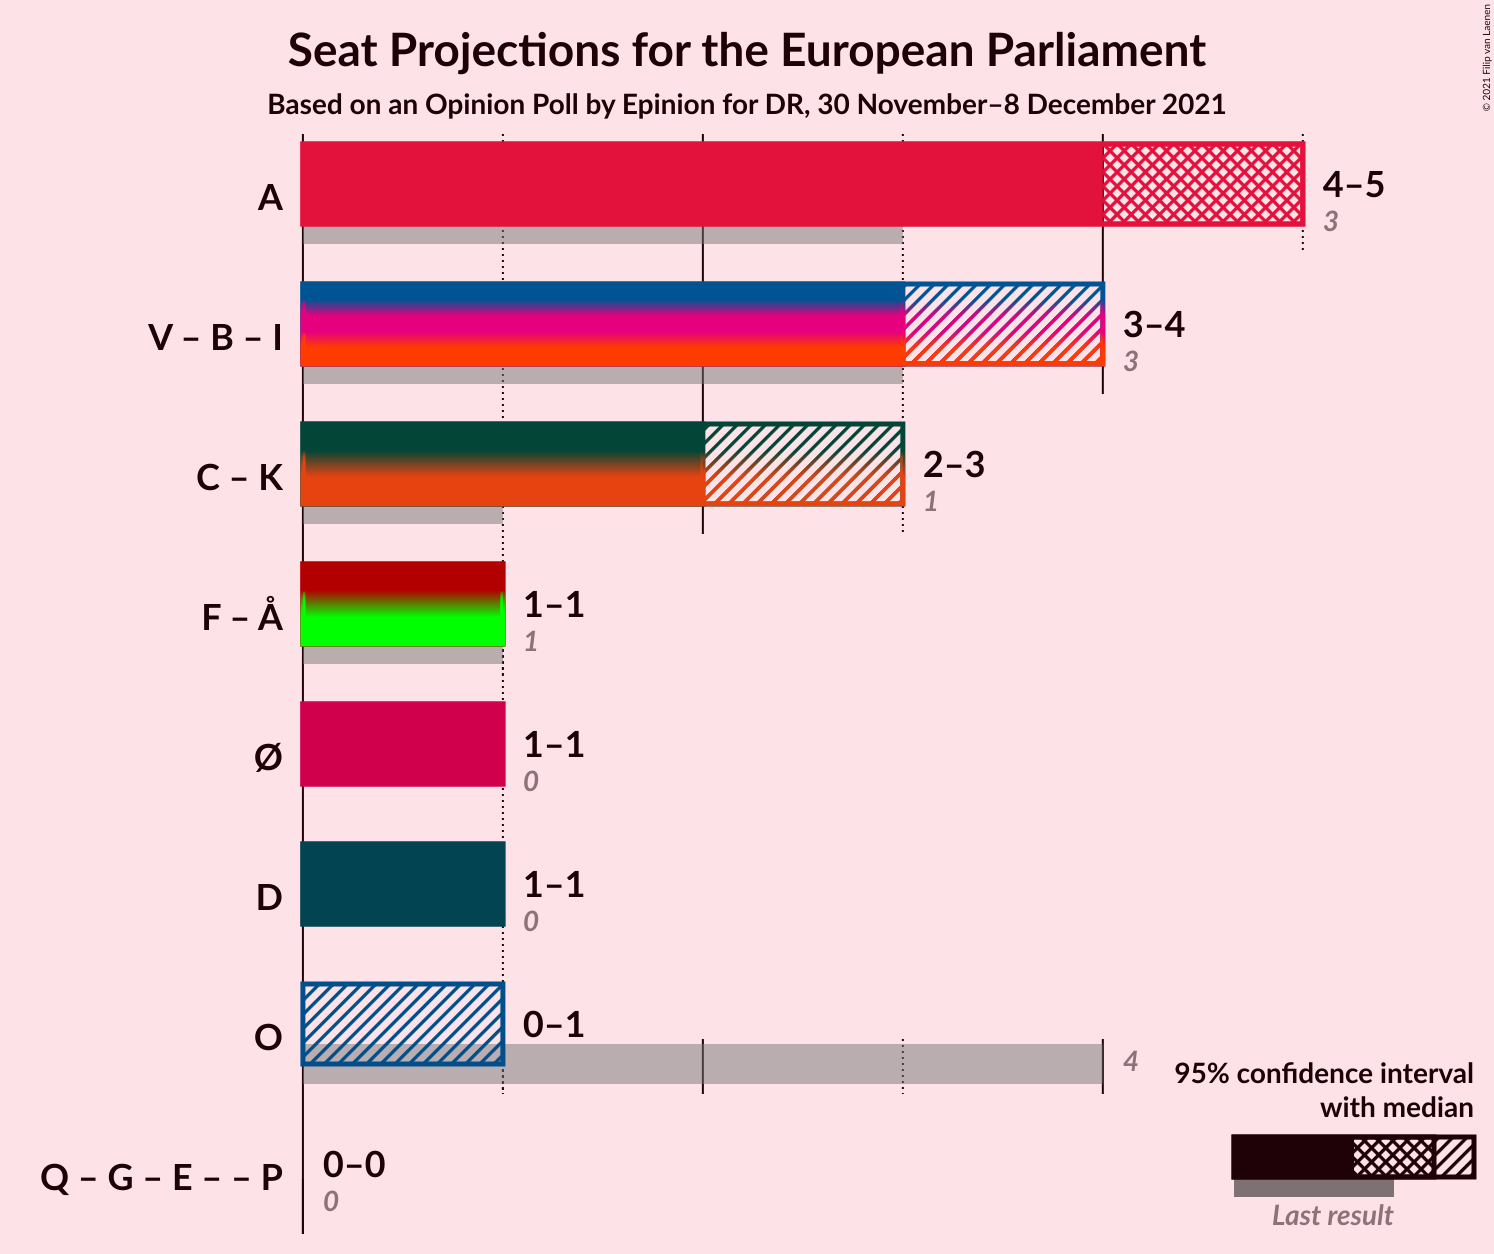 Seat Projections for the European Parliament
Based on an Opinion Poll by Epinion for DR, 30 November–8 December 2021
© 2021 Filip van Laenen
A
4–5
3
V – B – I
3–4
3
C – K
2–3
1
F – Å
1–1
1
Ø
1–1
0
D
1–1
0
O
0–1
4
Q – G – E – – P
0–0
0
95% confidence interval
with median
Last result